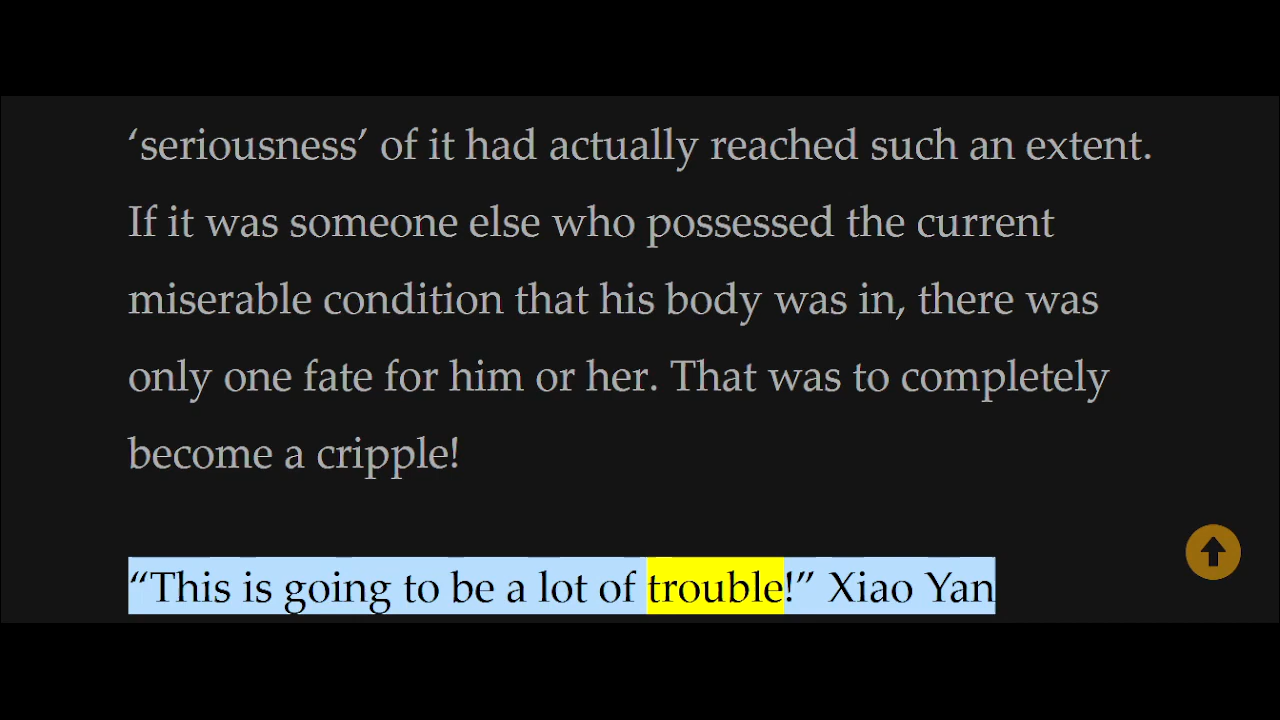 ‘seriousness’ of it had actually reached such an extent.
If it was someone else who possessed the current
miserable condition that his body was in, there was
only one fate for him or her. That was to completely
become a cripple!
“This is going to be a lot of trouble!” Xiao Yan